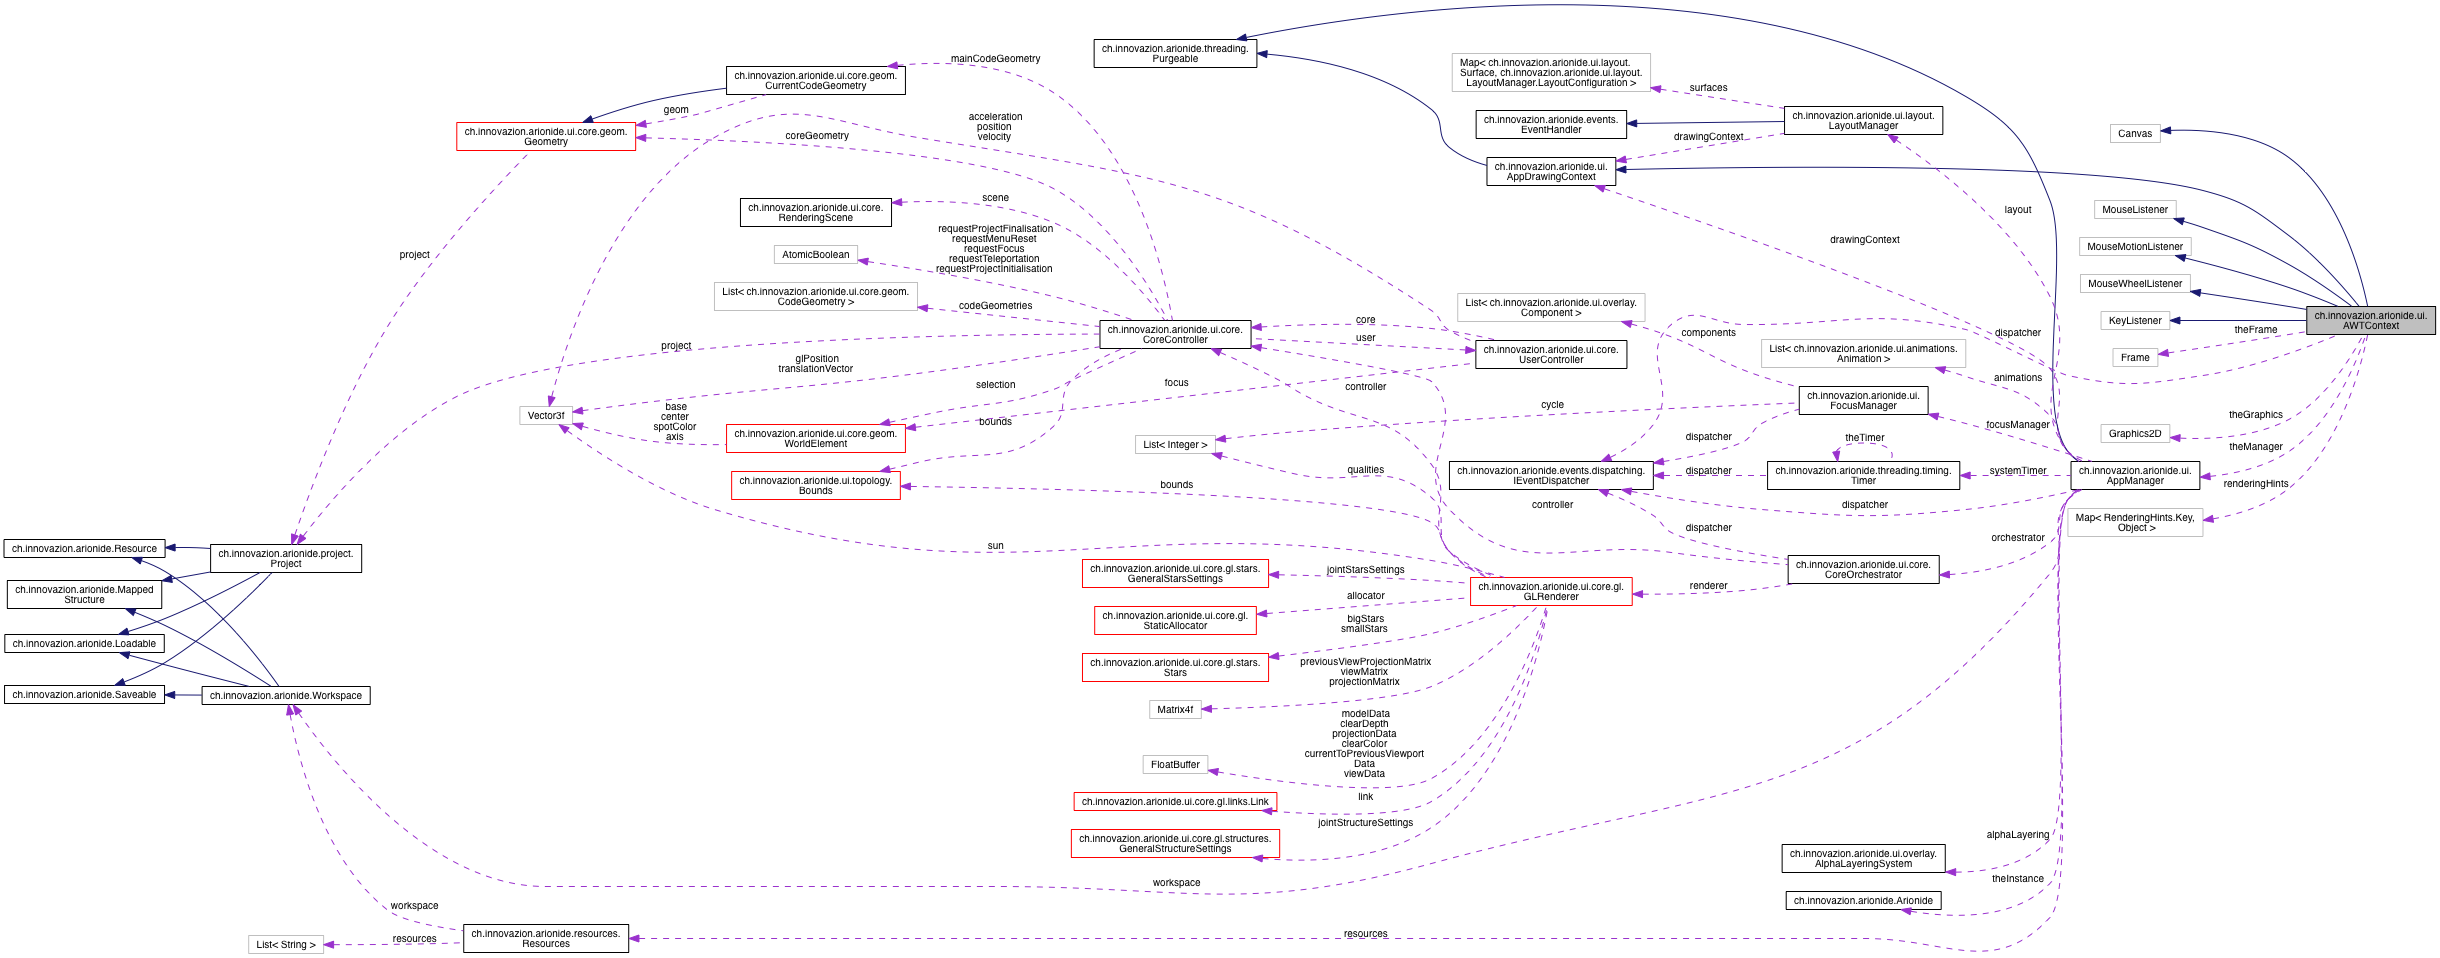 mainCodeGeometry
ch.innovazion.arionide.threading.
Purgeable
Map< ch.innovazion.arionide.ui.layout.
Surface, ch.innovazion.arionide.ui.layout.
LayoutManager.LayoutConfiguration >
surfaces
ch.innovazion.arionide.ui.core.geom.
CurrentCodeGeometry
geom
ch.innovazion.arionide.ui.core.geom.
Geometry
coreGeometry
acceleration
position
velocity
ch.innovazion.arionide.events.
EventHandler
ch.innovazion.arionide.ui.layout.
LayoutManager
drawingContext
Canvas
ch.innovazion.arionide.ui.
AppDrawingContext
ch.innovazion.arionide.ui.core.
RenderingScene
scene
layout
MouseListener
requestProjectFinalisation
requestMenuReset
requestFocus
requestTeleportation
requestProjectInitialisation
AtomicBoolean
project
drawingContext
MouseMotionListener
MouseWheelListener
List< ch.innovazion.arionide.ui.core.geom.
CodeGeometry >
codeGeometries
List< ch.innovazion.arionide.ui.overlay.
Component >
KeyListener
ch.innovazion.arionide.ui.
AWTContext
ch.innovazion.arionide.ui.core.
CoreController
core
user
components
dispatcher
theFrame
project
glPosition
translationVector
ch.innovazion.arionide.ui.core.
UserController
List< ch.innovazion.arionide.ui.animations.
Animation >
Frame
animations
selection
focus
controller
ch.innovazion.arionide.ui.
FocusManager
Vector3f
base
center
spotColor
axis
cycle
bounds
focusManager
theGraphics
ch.innovazion.arionide.ui.core.geom.
WorldElement
List< Integer >
dispatcher
theTimer
Graphics2D
theManager
qualities
ch.innovazion.arionide.events.dispatching.
IEventDispatcher
dispatcher
ch.innovazion.arionide.threading.timing.
Timer
systemTimer
ch.innovazion.arionide.ui.
AppManager
ch.innovazion.arionide.ui.topology.
Bounds
bounds
renderingHints
controller
dispatcher
Map< RenderingHints.Key,
Object >
dispatcher
orchestrator
sun
ch.innovazion.arionide.Resource
ch.innovazion.arionide.project.
Project
ch.innovazion.arionide.ui.core.gl.stars.
GeneralStarsSettings
jointStarsSettings
ch.innovazion.arionide.ui.core.
CoreOrchestrator
ch.innovazion.arionide.Mapped
Structure
ch.innovazion.arionide.ui.core.gl.
GLRenderer
renderer
allocator
ch.innovazion.arionide.ui.core.gl.
StaticAllocator
bigStars
smallStars
ch.innovazion.arionide.Loadable
ch.innovazion.arionide.ui.core.gl.stars.
Stars
previousViewProjectionMatrix
viewMatrix
projectionMatrix
ch.innovazion.arionide.Saveable
ch.innovazion.arionide.Workspace
Matrix4f
modelData
clearDepth
projectionData
clearColor
currentToPreviousViewport
Data
viewData
FloatBuffer
ch.innovazion.arionide.ui.core.gl.links.Link
link
jointStructureSettings
ch.innovazion.arionide.ui.core.gl.structures.
GeneralStructureSettings
alphaLayering
ch.innovazion.arionide.ui.overlay.
AlphaLayeringSystem
workspace
theInstance
ch.innovazion.arionide.Arionide
workspace
List< String >
resources
ch.innovazion.arionide.resources.
Resources
resources